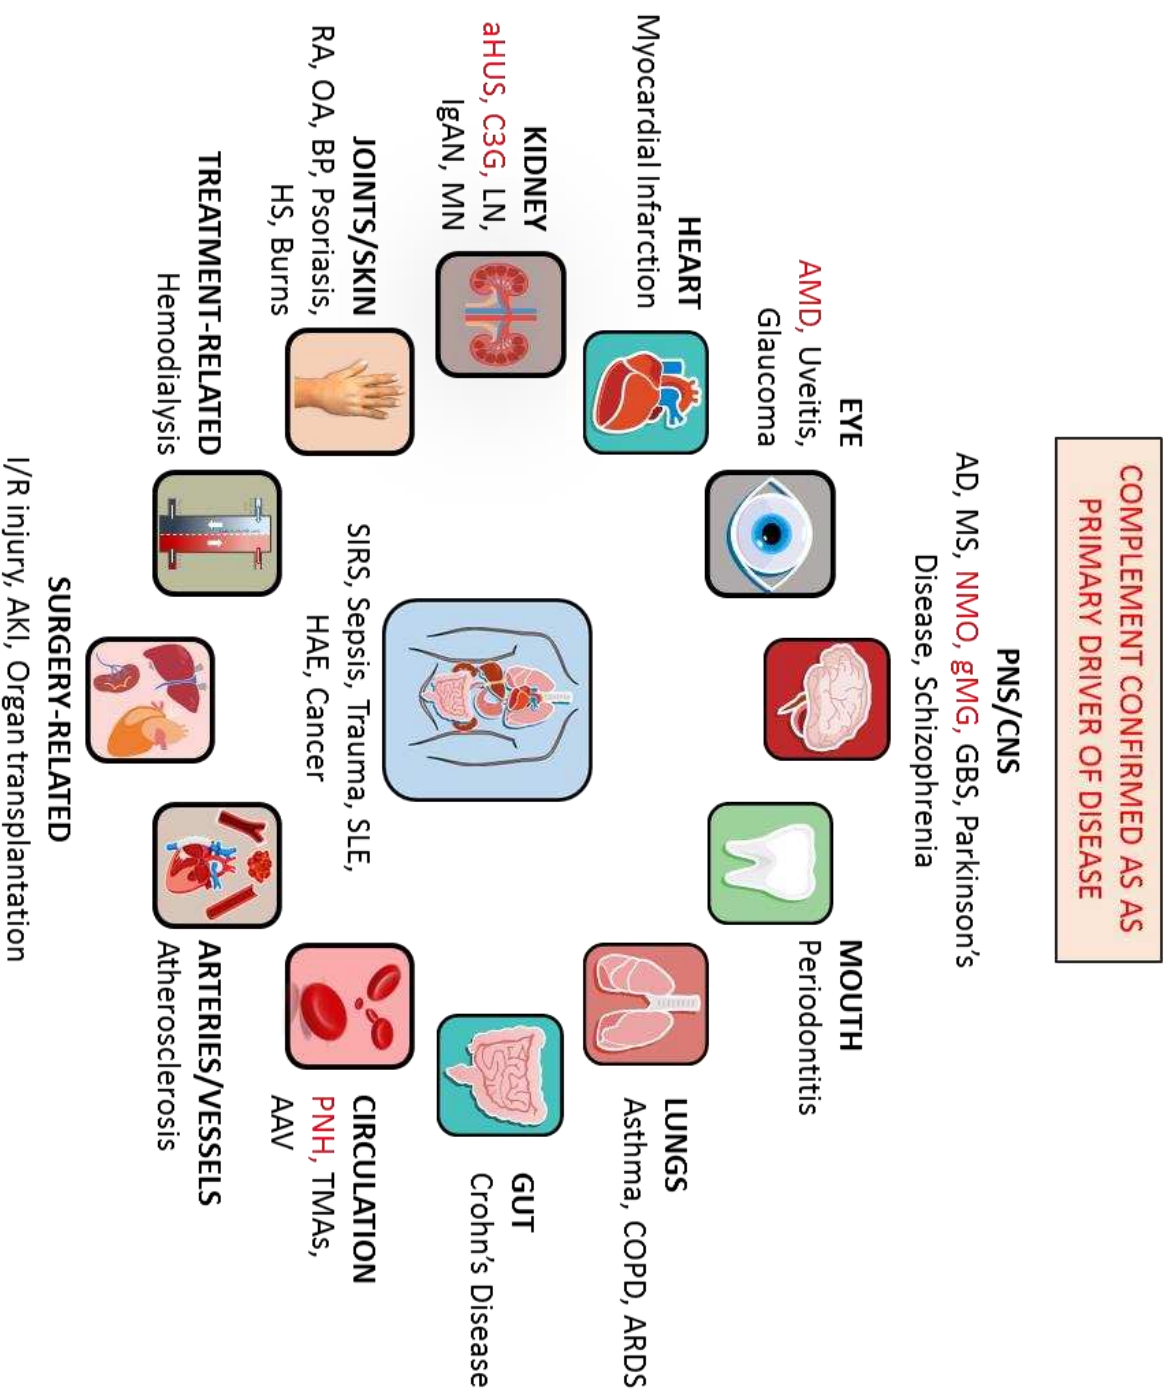 COMPLEMENT CONFIRMED AS AS
PRIMARY DRIVER OF DISEASE
PNS/CNS
AD, MS, NMO, gMG, GBS, Parkinson's
Disease, Schizophrenia
EYE
AMD, Uveitis,
Glaucoma
MOUTH
Periodontitis
HEART
Myocardial Infarction
LUNGS
Asthma, COPD, ARDS
KIDNEY
aHUS, C3G, LN,
IgAN, MN
GUT
Crohn's Disease
JOINTS/SKIN
RA, OA, BP, Psoriasis,
HS, Burns
SIRS, Sepsis, Trauma, SLE,
HAE, Cancer
CIRCULATION
PNH, TMAs,
AAV
TREATMENT-RELATED
Hemodialysis
ARTERIES/VESSELS
Atherosclerosis
SURGERY-RELATED
I/R injury, AKI, Organ transplantation